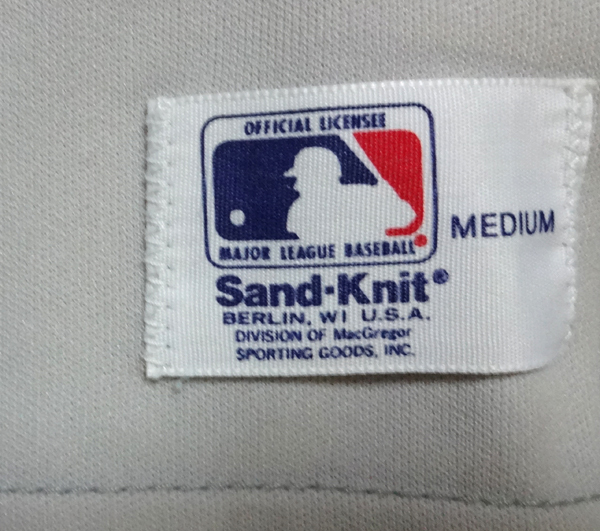 OFFICIAL LICENSEE
MAJOR LEAGUE BASEBALL
MEDIUM
Sand-Knit®
BERLIN, WI U.S.A.
DIVISION OF MacGregor
SPORTING GOODS, INC.